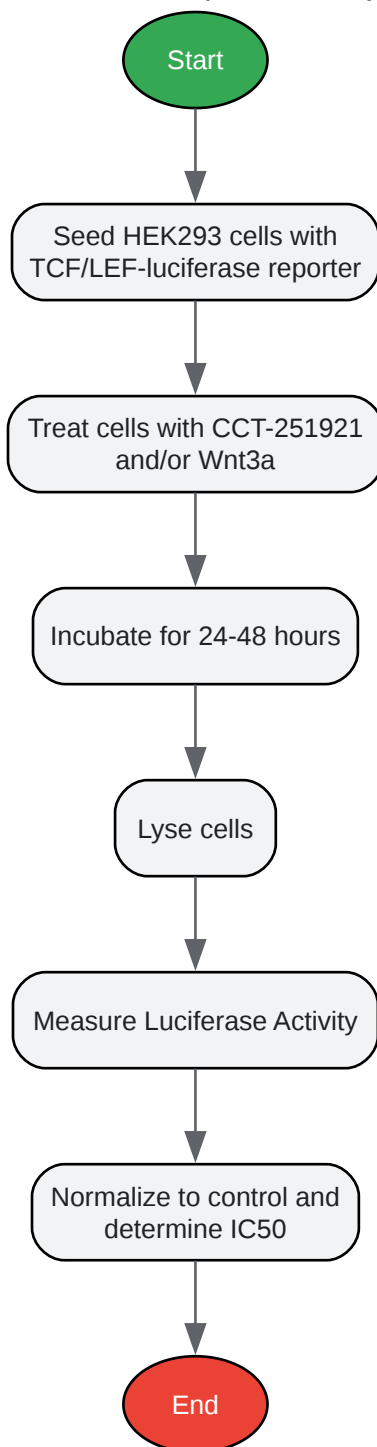 Start
Seed HEK293 cells with
TCF/LEF-luciferase reporter
Treat cells with CCT-251921
and/or Wnt3a
Incubate for 24-48 hours
Lyse cells
Measure Luciferase Activity
Normalize to control and
determine IC50
End